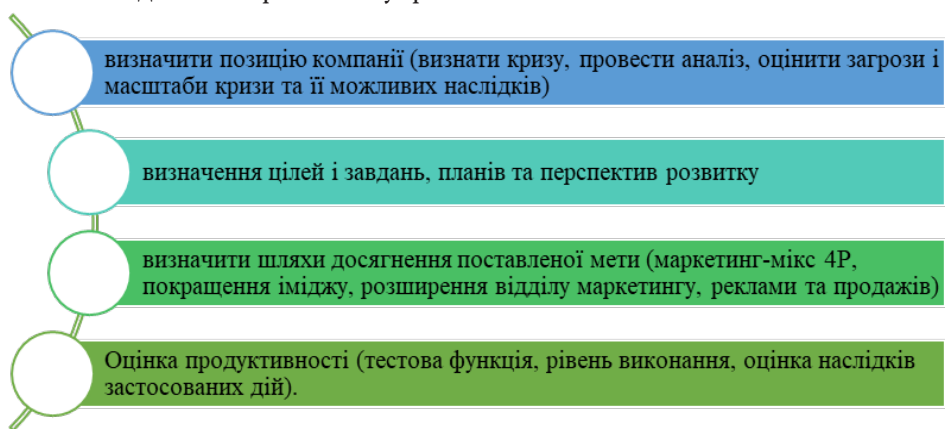 визначити позицію компанії (визнати кризу, провести аналіз, оцінити загрози і
масштаби кризи та її можливих наслідків)
визначення цілей і завдань, планів та перспектив розвитку
визначити шляхи досягнення поставленої мети (маркетинг-мікс 4Р,
покращення іміджу, розширення відділу маркетингу, реклами та продажів)
Оцінка продуктивності (тестова функція, рівень виконання, оцінка наслідків
застосованих дій).